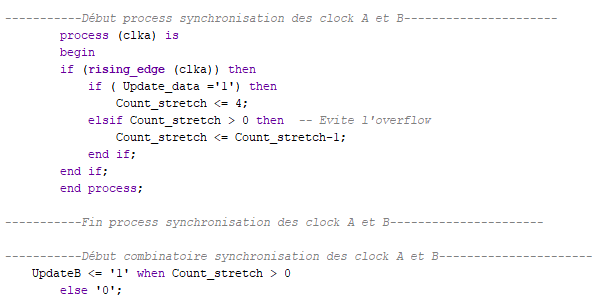 -----------Début process synchronisation des clock A et B----------------------
process (clka) is
begin
if (rising_edge (clka)) then
if ( Update_data ='1') then
Count_stretch <= 4;
elsif Count_stretch > 0 then  -- Evite l'overflow
Count_stretch <= Count_stretch-1;
end if;
end if;
end process;
-----------Fin process synchronisation des clock A et B----------------------
-----------Début combinatoire synchronisation des clock A et B----------------------
UpdateB <= '1' when Count_stretch > 0
else '0';